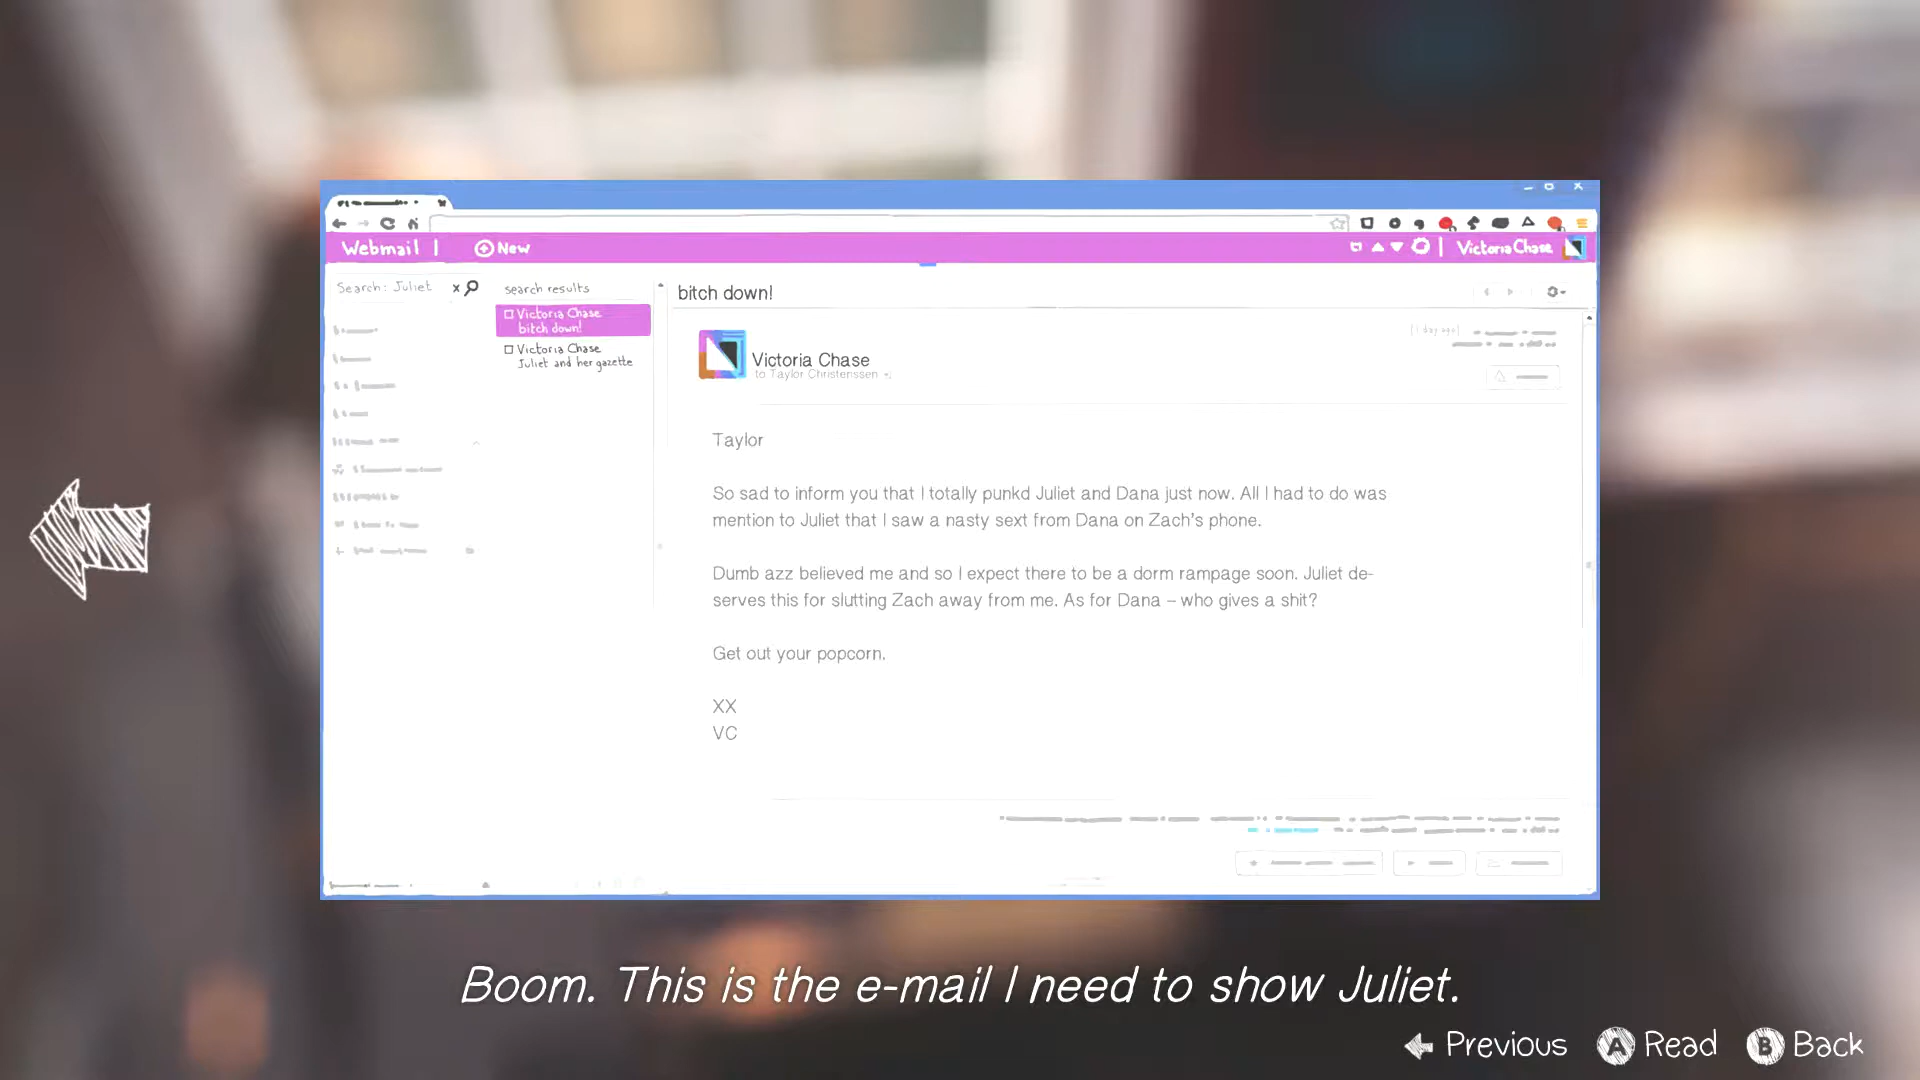 Webmail
New
Victoria Chase
Search: Juliet
x
search results
Victoria Chase
bitch down!
Victoria Chase
Juliet and her gazette
bitch down!
[1 day ago]
Victoria Chase
to Taylor Christenssen
Taylor
So sad to inform you that I totally punkd Juliet and Dana just now. All I had to do was
mention to Juliet that I saw a nasty sext from Dana on Zach's phone.
Dumb azz believed me and so I expect there to be a dorm rampage soon. Juliet de-
serves this for slutting Zach away from me. As for Dana – who gives a shit?
Get out your popcorn.
XX
VC
Boom. This is the e-mail I need to show Juliet.
Previous
A Read
B Back